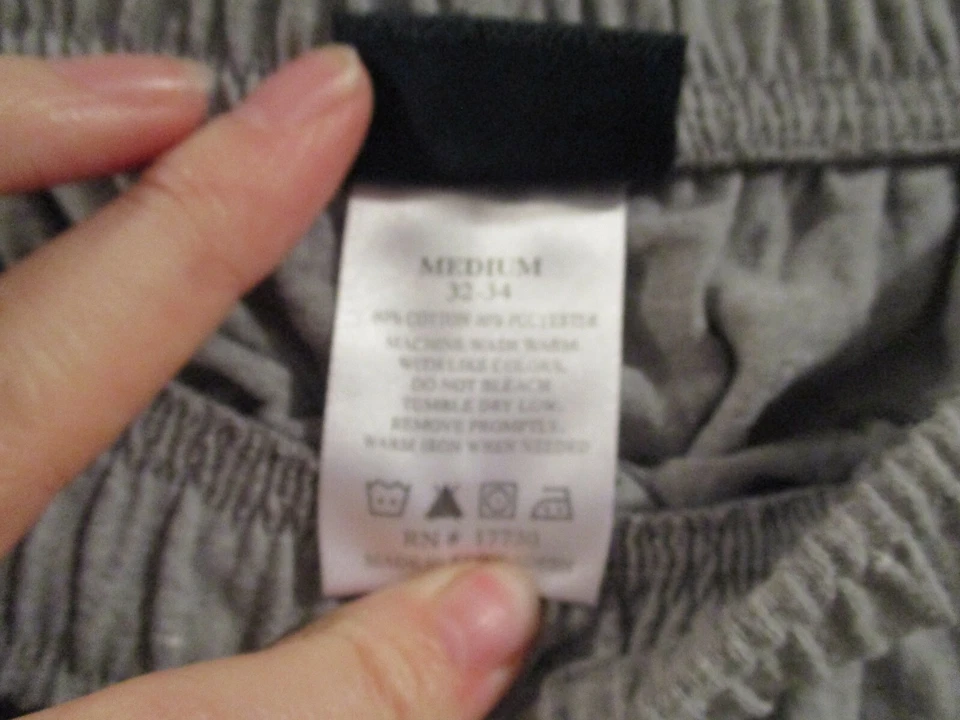 MEDIUM
32-34
COTTON 40% POLYESTER
MACHINE WASH WARM
WITH LIKE COLORS.
DO NOT BLEACH
TUMBLE DRY LOW.
REMOVE PROMPTLY.
WARM IRON WHEN NEEDED
RN #